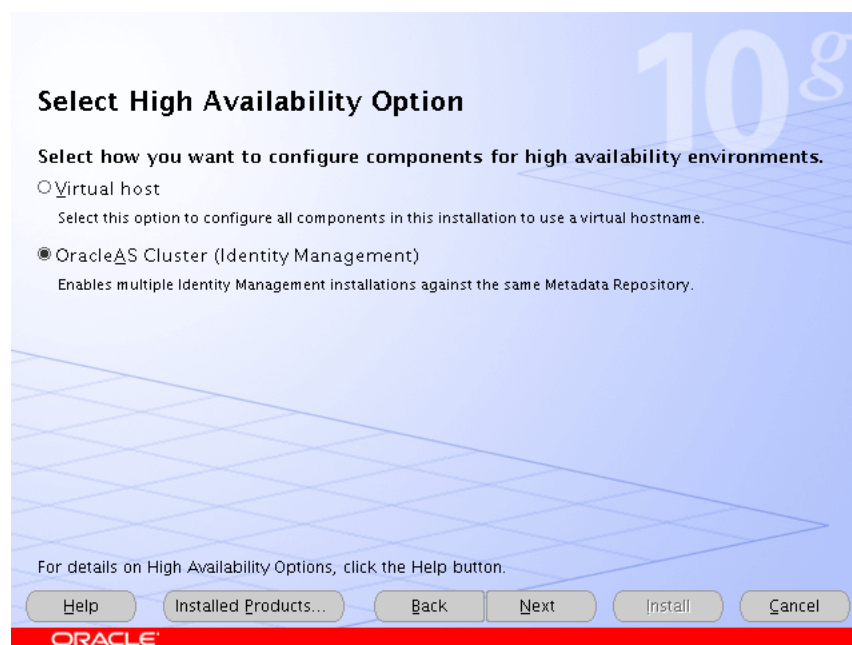 10g
Select High Availability Option
Select how you want to configure components for high availability environments.
Virtual host
Select this option to configure all components in this installation to use a virtual hostname.
OracleAS Cluster (Identity Management)
Enables multiple Identity Management installations against the same Metadata Repository.
For details on High Availability Options, click the Help button.
Help Installed Products... Back Next Install Cancel
ORACLE